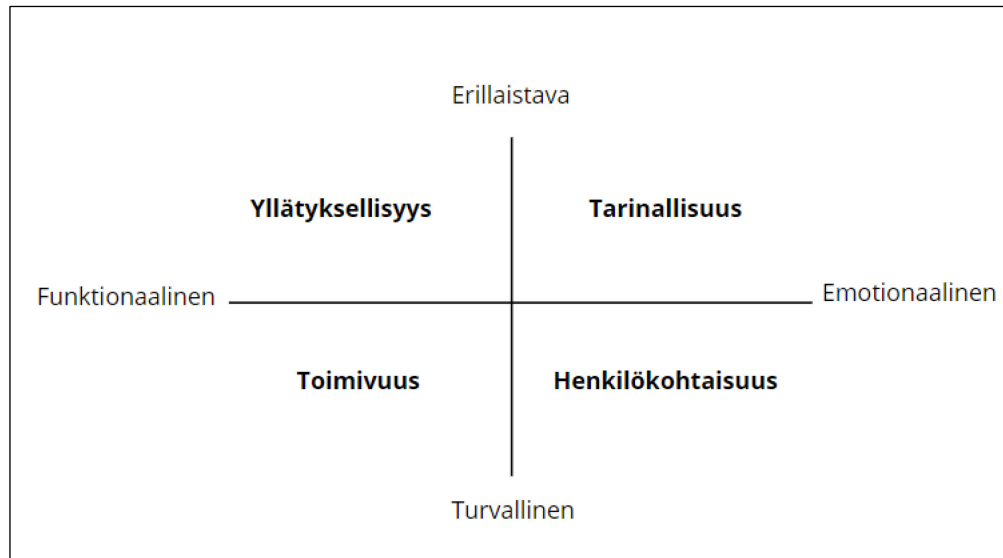 Erillaistava
Yllätyksellisyys
Tarinallisuus
Funktionaalinen
Emotionaalinen
Toimivuus
Henkilökohtaisuus
Turvallinen